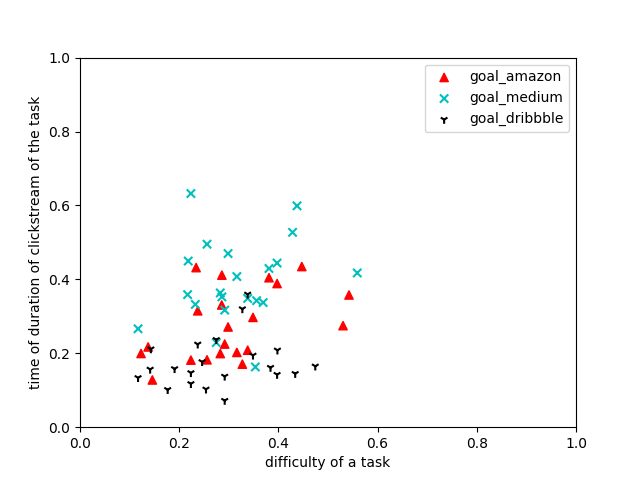 1.0
0.8
0.6
0.4
0.2
0.0
time of duration of clickstream of the task
goal_amazon
goal_medium
goal_dribbble
0.0 0.2 0.4 0.6 0.8 1.0
difficulty of a task